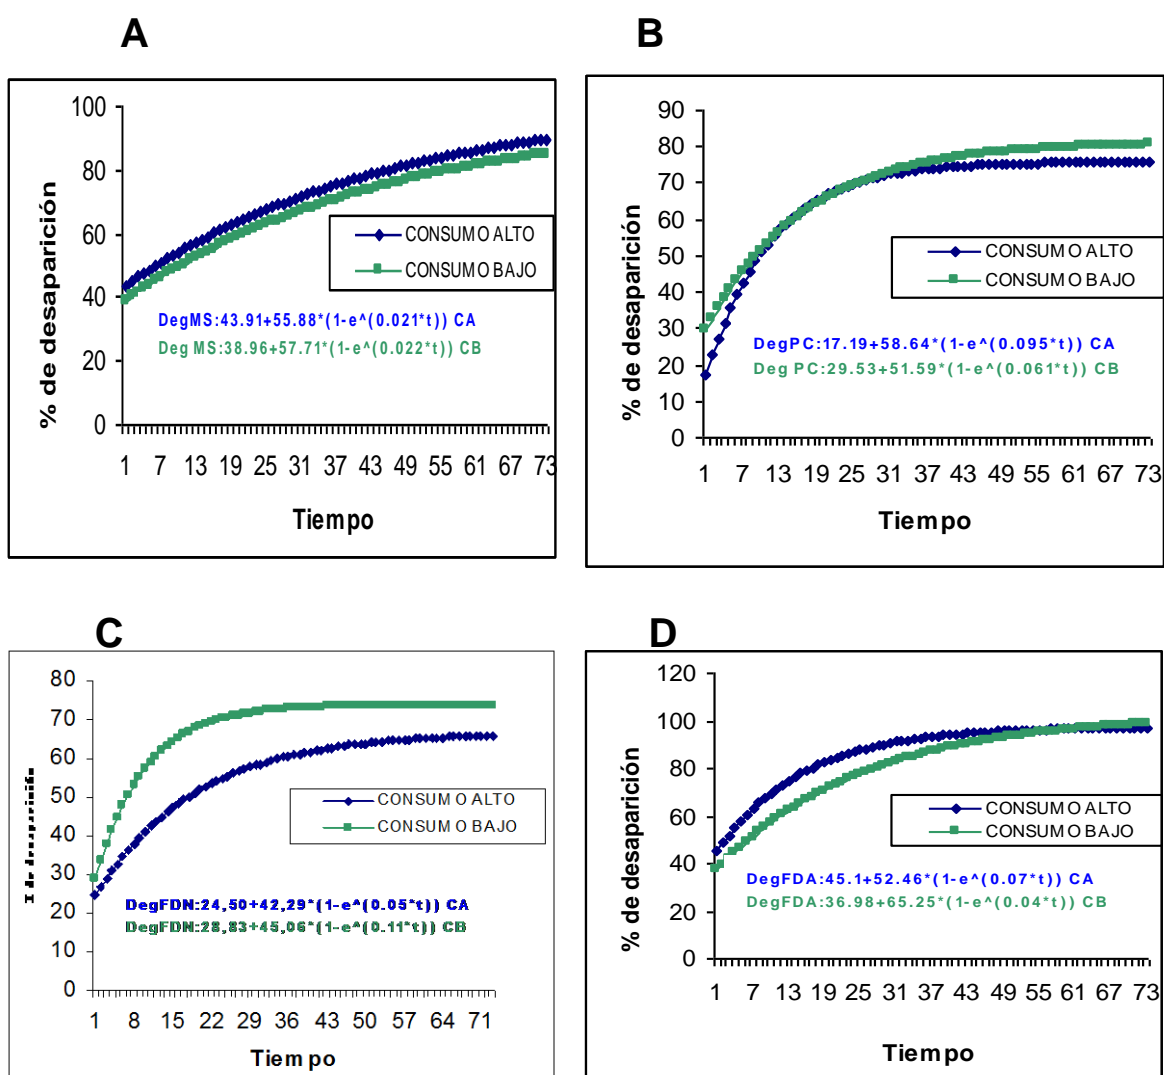 A
% de desaparición
100
80
60
40
20
0
CONSUMO ALTO
CONSUMO BAJO
DegMS:43.91+55.88*(1-e^(0.021*t)) CA
Deg MS:38.96+57.71*(1-e^(0.022*t)) CB
1 7 13 19 25 31 37 43 49 55 61 67 73
Tiempo
B
% de desaparición
90
80
70
60
50
40
30
20
10
0
CONSUMO ALTO
CONSUMO BAJO
DegPC:17.19+58.64*(1-e^(0.095*t)) CA
Deg PC:29.53+51.59*(1-e^(0.061*t)) CB
1 7 13 19 25 31 37 43 49 55 61 67 73
Tiempo
C
80
70
60
50
40
30
20
10
0
CONSUMO ALTO
CONSUMO BAJO
DegFDN:24,50+42,29*(1-e^(0.05*t)) CA
DegFDN:28,83+45,06*(1-e^(0.11*t)) CB
1 8 15 22 29 36 43 50 57 64 71
Tiempo
D
% de desaparición
120
100
80
60
40
20
0
CONSUMO ALTO
CONSUMO BAJO
DegFDA:45.1+52.46*(1-e^(0.07*t)) CA
DegFDA:36.98+65.25*(1-e^(0.04*t)) CB
1 7 13 19 25 31 37 43 49 55 61 67 73
Tiempo